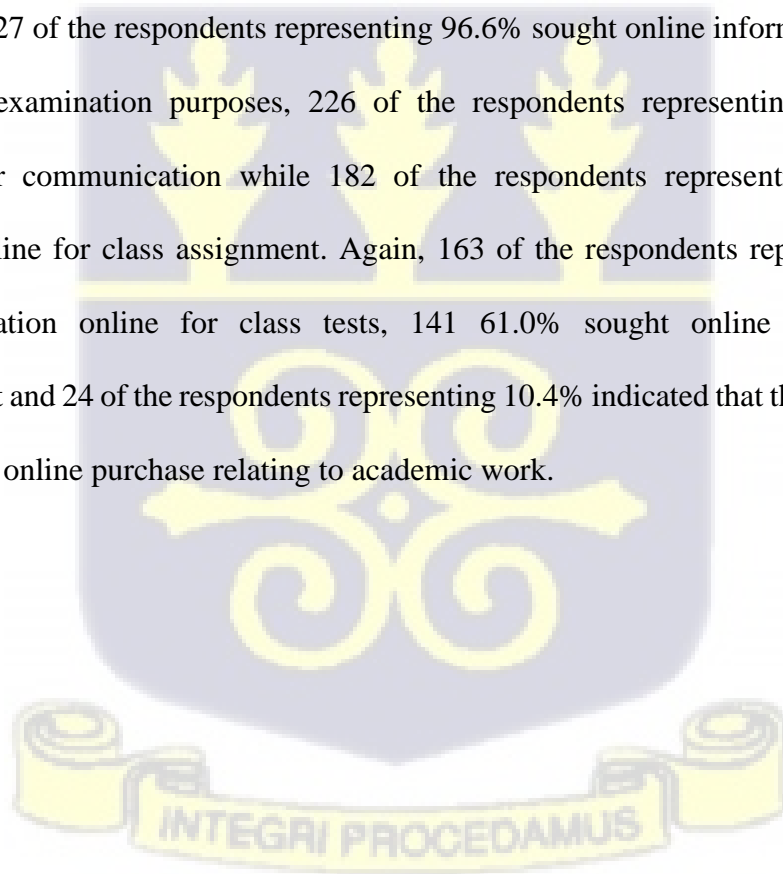 27 of the respondents representing 96.6% sought online inform
examination purposes, 226 of the respondents representin
r communication while 182 of the respondents represent
line for class assignment. Again, 163 of the respondents rep
ation online for class tests, 141 61.0% sought online
t and 24 of the respondents representing 10.4% indicated that th
online purchase relating to academic work.
INTEGRI PROCEDAMUS